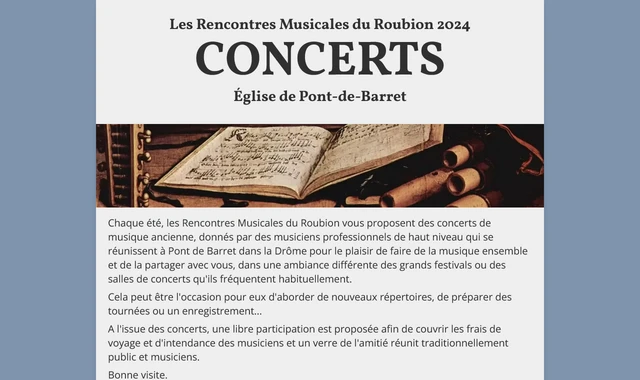 Les Rencontres Musicales du Roubion 2024
CONCERTS
Église de Pont-de-Barret
Chaque été, les Rencontres Musicales du Roubion vous proposent des concerts de
musique ancienne, donnés par des musiciens professionnels de haut niveau qui se
réunissent à Pont de Barret dans la Drôme pour le plaisir de faire de la musique ensemble
et de la partager avec vous, dans une ambiance différente des grands festivals ou des
salles de concerts qu'ils fréquentent habituellement.
Cela peut être l'occasion pour eux d'aborder de nouveaux répertoires, de préparer des
tournées ou un enregistrement...
A l'issue des concerts, une libre participation est proposée afin de couvrir les frais de
voyage et d'intendance des musiciens et un verre de l'amitié réunit traditionnellement
public et musiciens.
Bonne visite.